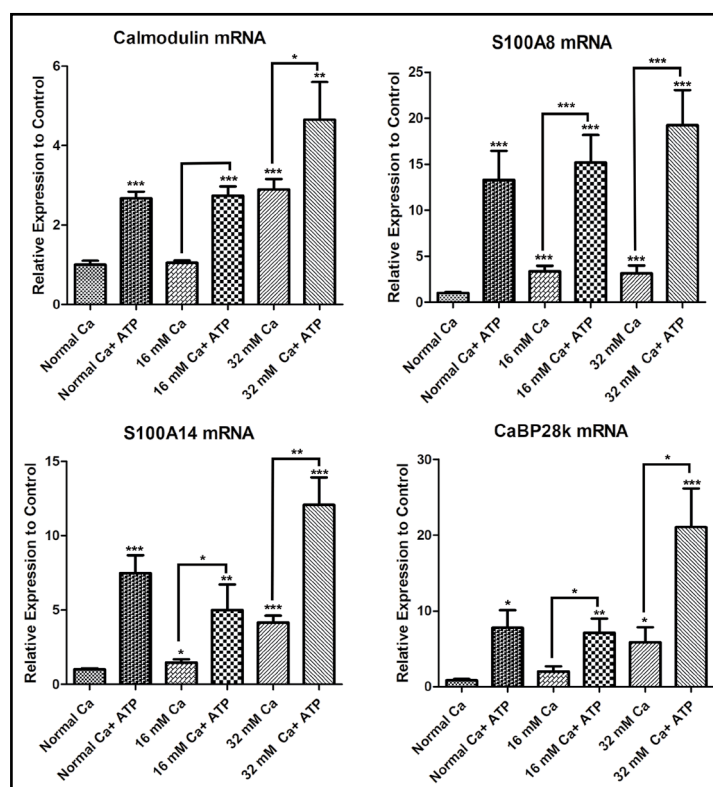 Calmodulin mRNA
Relative Expression to Control
6
4
2
0
***
***
***
*
**
Normal Ca
Normal Ca+ ATP
16 mM Ca
16 mM Ca+ ATP
32 mM Ca
32 mM Ca+ ATP
S100A8 mRNA
Relative Expression to Control
25
20
15
10
5
0
***
***
***
***
***
***
***
Normal Ca
Normal Ca+ ATP
16 mM Ca
16 mM Ca+ ATP
32 mM Ca
32 mM Ca+ ATP
S100A14 mRNA
Relative Expression to Control
15
10
5
0
***
*
*
**
***
**
***
Normal Ca
Normal Ca+ ATP
16 mM Ca
16 mM Ca+ ATP
32 mM Ca
32 mM Ca+ ATP
CaBP28k mRNA
Relative Expression to Control
30
20
10
0
*
*
**
*
*
***
Normal Ca
Normal Ca+ ATP
16 mM Ca
16 mM Ca+ ATP
32 mM Ca
32 mM Ca+ ATP